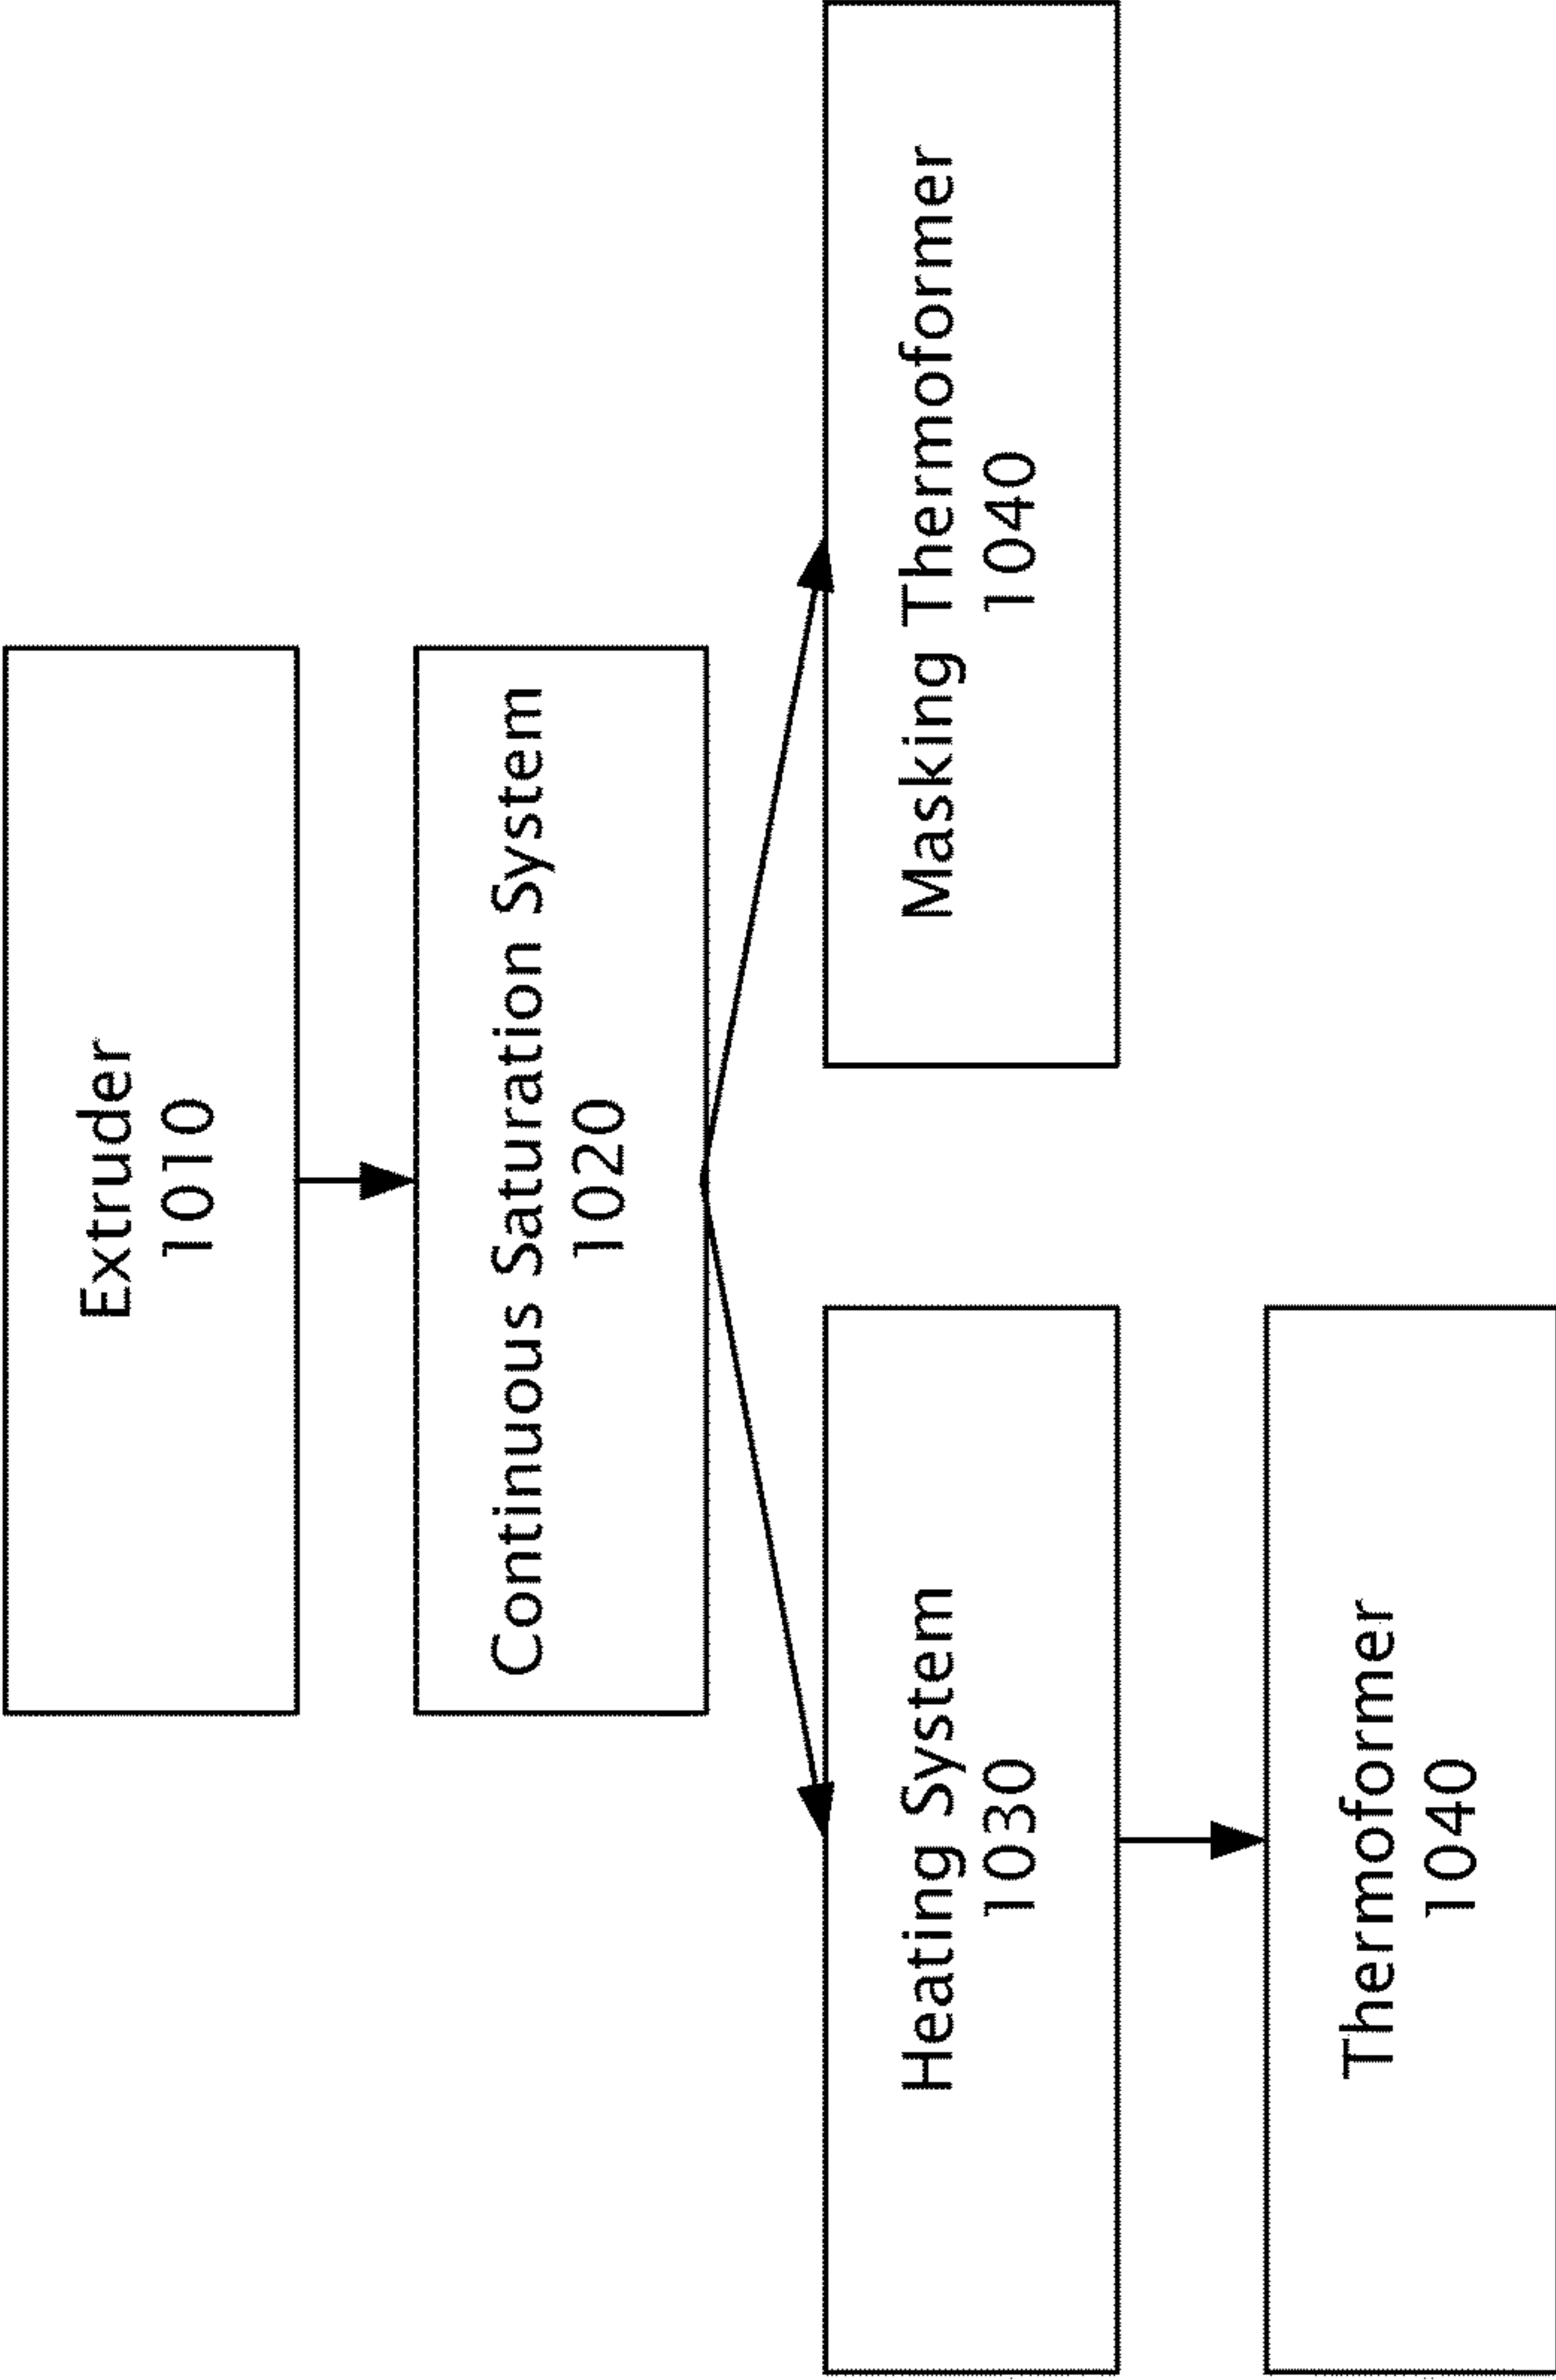 Extruder
1010
Continuous Saturation System
1020
Heating System
1030
Masking Thermoformer
1040
Thermoformer
1040